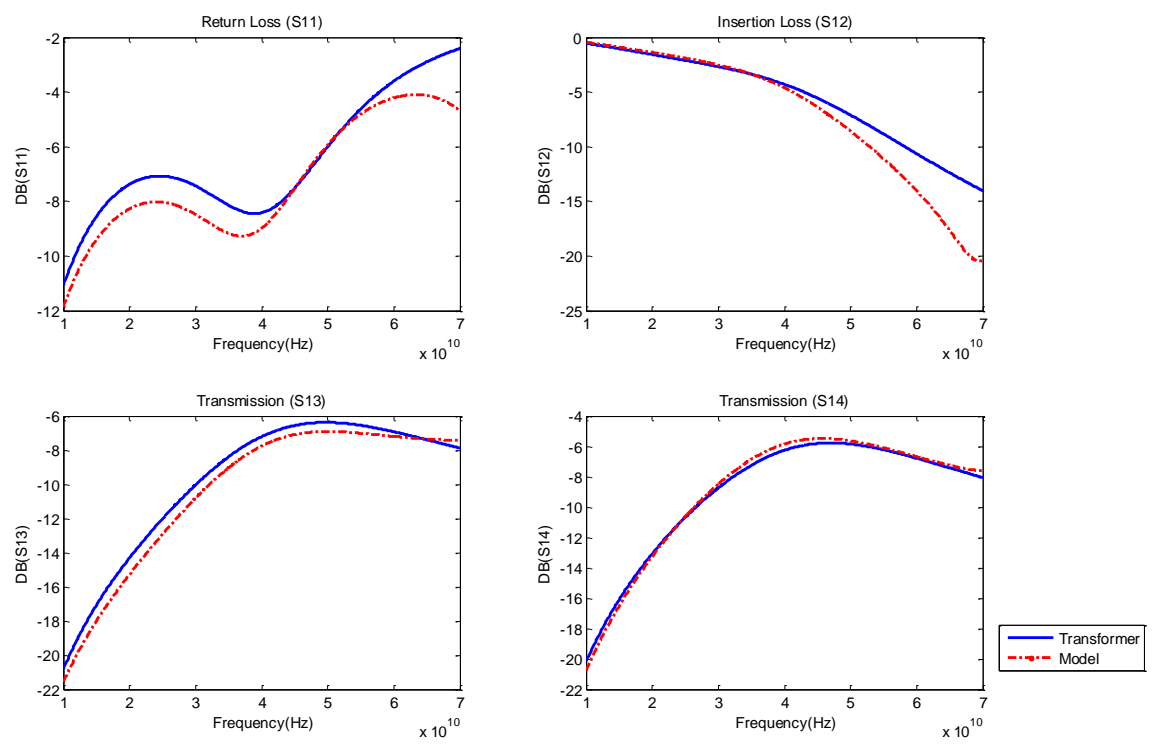 Return Loss (S11)
DB(S11)
-2
-4
-6
-8
-10
-12
1 2 3 4 5 6 7
Frequency(Hz)
x 10^10
Insertion Loss (S12)
DB(S12)
0
-5
-10
-15
-20
-25
1 2 3 4 5 6 7
Frequency(Hz)
x 10^10
Transmission (S13)
DB(S13)
-6
-8
-10
-12
-14
-16
-18
-20
-22
1 2 3 4 5 6 7
Frequency(Hz)
x 10^10
Transmission (S14)
DB(S14)
-4
-6
-8
-10
-12
-14
-16
-18
-20
-22
1 2 3 4 5 6 7
Frequency(Hz)
x 10^10
Transformer
Model